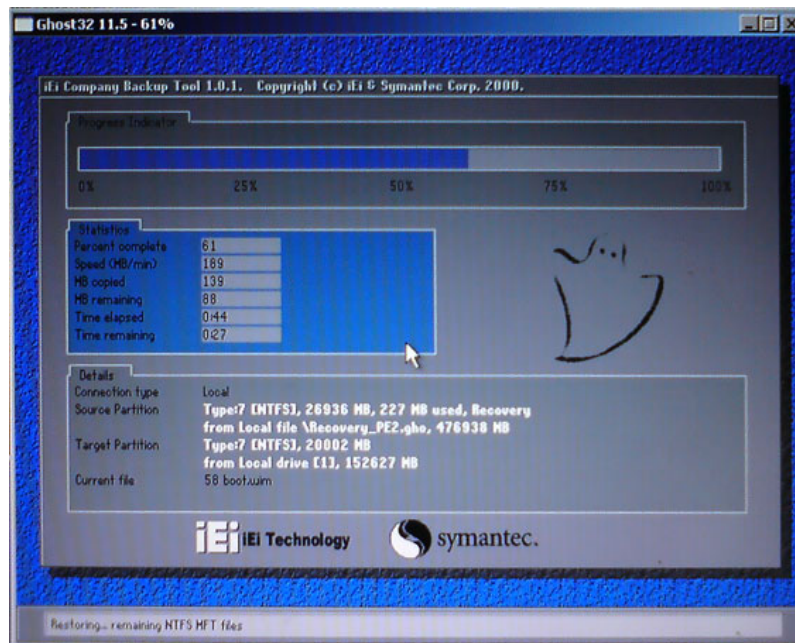 Ghost32 11.5 - 61%
iEi Company Backup Tool 1.0.1. Copyright (c) iEi & Symantec Corp. 2000.
Progress Indicator
0% 25% 50% 75% 100%
Statistics
Percent complete 61
Speed (MB/min) 189
MB copied 139
MB remaining 88
Time elapsed 0:44
Time remaining 0:27
Details
Connection type Local
Source Partition Type:7 [NTFS], 26936 MB, 227 MB used, Recovery
from Local file \Recovery_PE2.gho, 476938 MB
Target Partition Type:7 [NTFS], 20002 MB
from Local drive [1], 152627 MB
Current file 58 boot.wim
iEi iEi Technology symantec.
Restoring... remaining NTFS MFT files